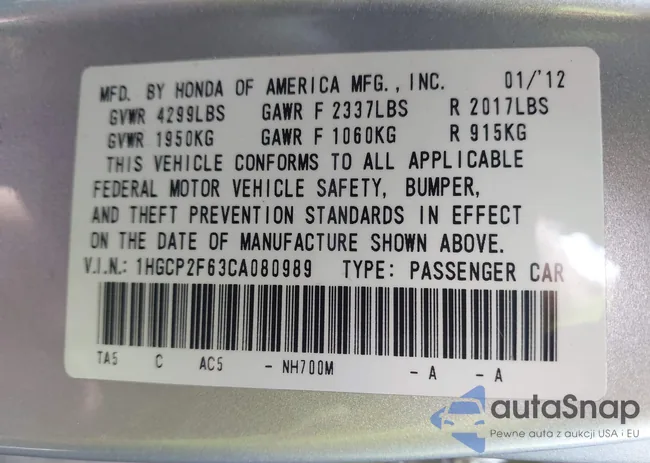 MFD. BY HONDA OF AMERICA MFG., INC. 01/'12
GVWR 4299LBS GAWR F 2337LBS R 2017LBS
GVWR 1950KG GAWR F 1060KG R 915KG
THIS VEHICLE CONFORMS TO ALL APPLICABLE
FEDERAL MOTOR VEHICLE SAFETY, BUMPER,
AND THEFT PREVENTION STANDARDS IN EFFECT
ON THE DATE OF MANUFACTURE SHOWN ABOVE.
V.I.N.: 1HGCP2F63CA080989 TYPE: PASSENGER CAR
TA5 C AC5 - NH700M - A - A
autaSnap
Pewne auta z aukcji USA i EU